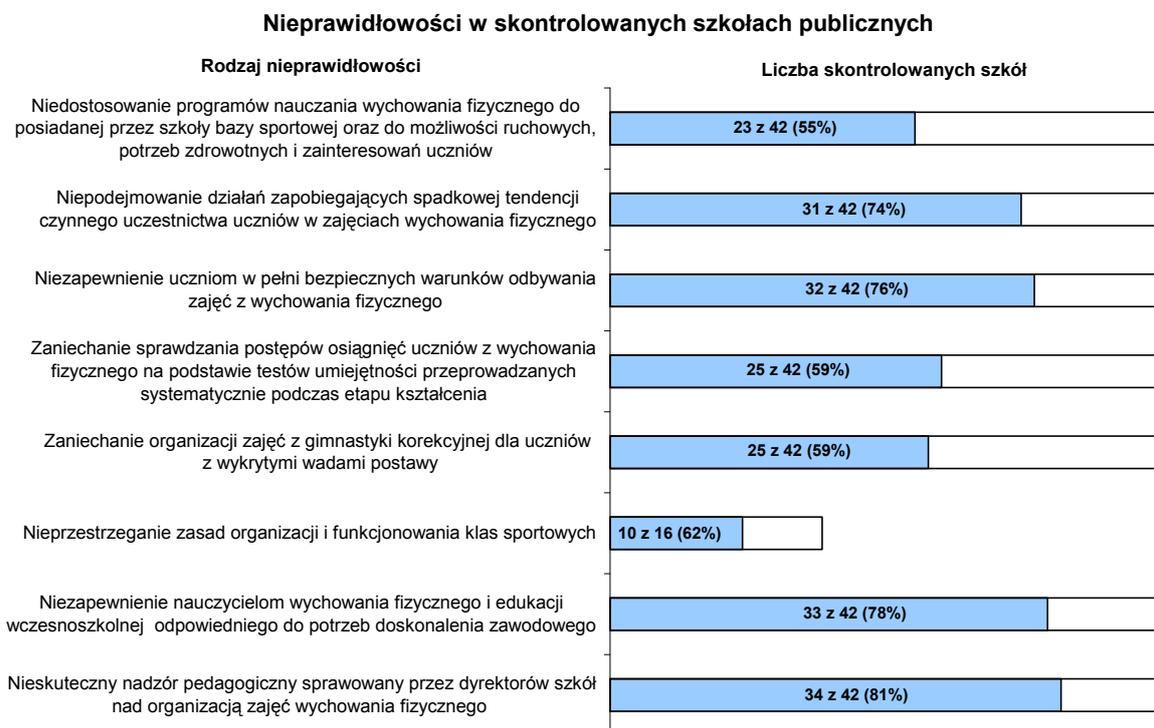 Nieprawidłowości w skontrolowanych szkołach publicznych
Rodzaj nieprawidłowości
Liczba skontrolowanych szkół
Niedostosowanie programów nauczania wychowania fizycznego do
posiadanej przez szkoły bazy sportowej oraz do możliwości ruchowych,
potrzeb zdrowotnych i zainteresowań uczniów
23 z 42 (55%)
Niepodejmowanie działań zapobiegających spadkowej tendencji
czynnego uczestnictwa uczniów w zajęciach wychowania fizycznego
31 z 42 (74%)
Niezapewnienie uczniom w pełni bezpiecznych warunków odbywania
zajęć z wychowania fizycznego
32 z 42 (76%)
Zaniechanie sprawdzania postępów osiągnięć uczniów z wychowania
fizycznego na podstawie testów umiejętności przeprowadzanych
systematycznie podczas etapu kształcenia
25 z 42 (59%)
Zaniechanie organizacji zajęć z gimnastyki korekcyjnej dla uczniów
z wykrytymi wadami postawy
25 z 42 (59%)
Nieprzestrzeganie zasad organizacji i funkcjonowania klas sportowych
10 z 16 (62%)
Niezapewnienie nauczycielom wychowania fizycznego i edukacji
wczesnoszkolnej odpowiedniego do potrzeb doskonalenia zawodowego
33 z 42 (78%)
Nieskuteczny nadzór pedagogiczny sprawowany przez dyrektorów szkół
nad organizacją zajęć wychowania fizycznego
34 z 42 (81%)